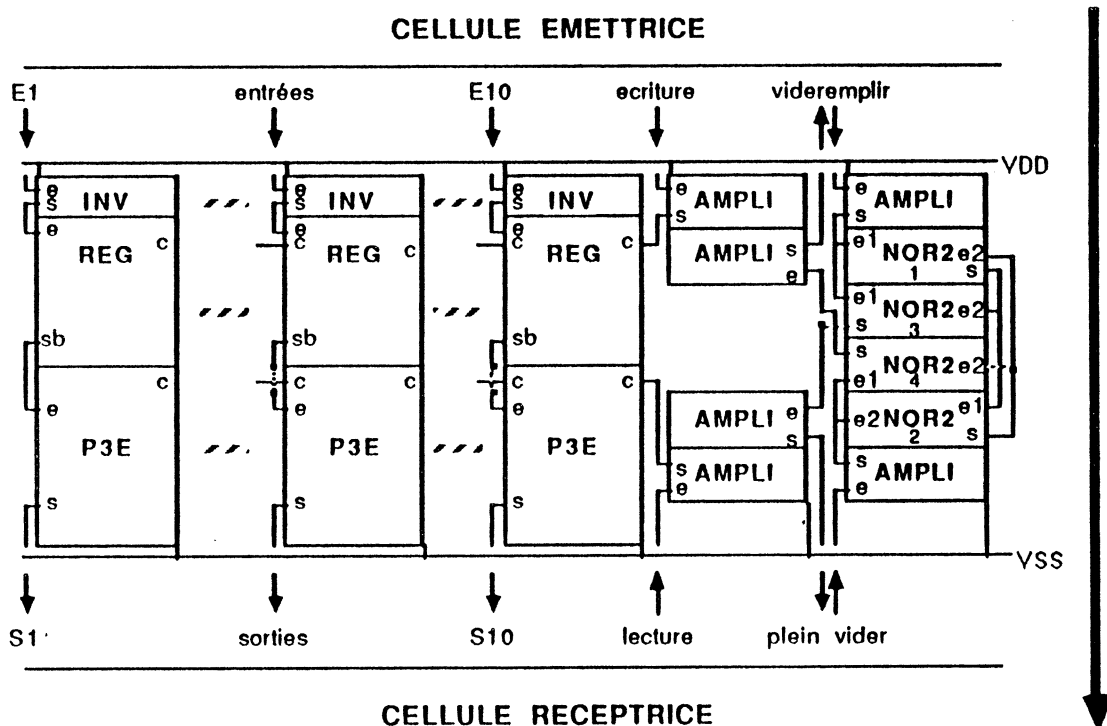 CELLULE EMETTRICE
E1 entrées E10 ecriture videremplir
VDD
e e e e e
INV INV INV AMPLI AMPLI
s s s s s
e e e AMPLI s e1 NOR2 e2
REG c c REG c c REG c e 1 s
e1 NOR2 e2
s 3
sb sb sb s NOR2 e2
c c c c c e1 4
e e e AMPLI e e2 NOR2 e1
s 2 s
P3E P3E P3E s AMPLI s AMPLI
e e
s s s
VSS
S1 sorties S10 lecture plein vider
CELLULE RECEPTRICE